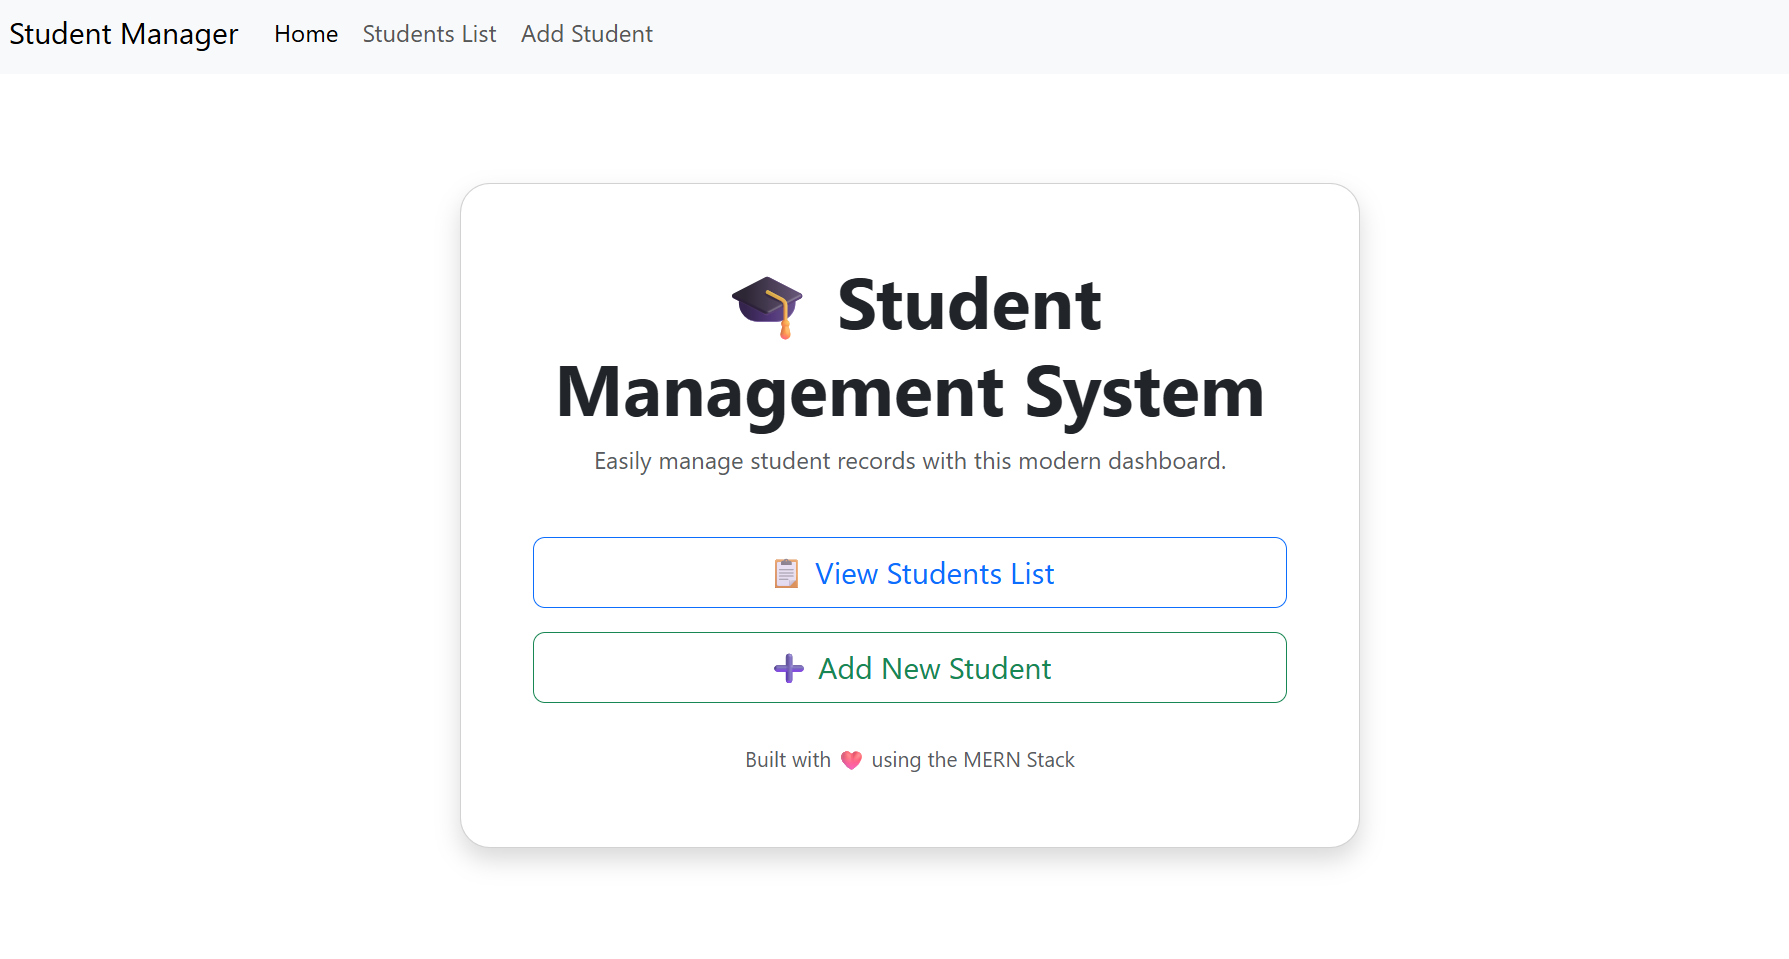 Student Manager Home Students List Add Student
🎓 Student
Management System
Easily manage student records with this modern dashboard.
📋 View Students List
➕ Add New Student
Built with ❤️ using the MERN Stack